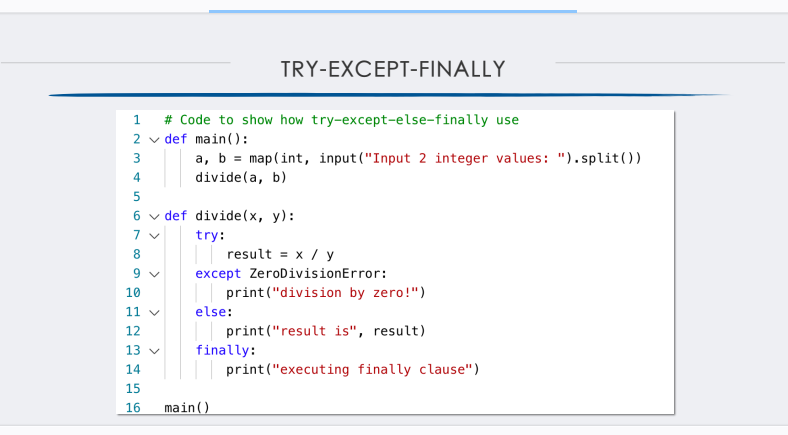 TRY-EXCEPT-FINALLY
1 # Code to show how try-except-else-finally use
2 def main():
3     a, b = map(int, input("Input 2 integer values: ").split())
4     divide(a, b)
5
6 def divide(x, y):
7     try:
8         result = x / y
9     except ZeroDivisionError:
10         print("division by zero!")
11     else:
12         print("result is", result)
13     finally:
14         print("executing finally clause")
15
16 main()